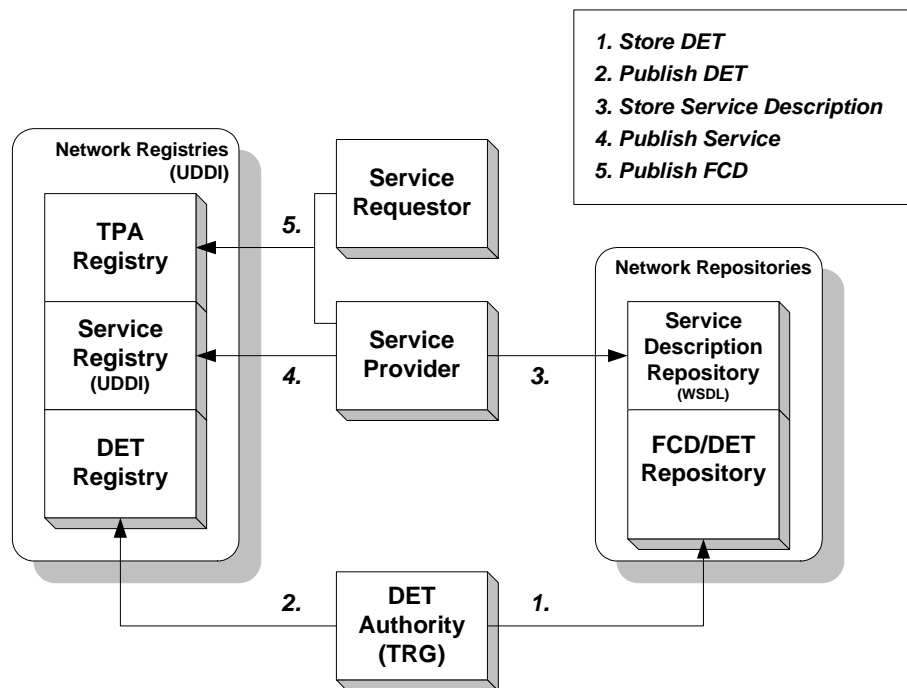 1. Store DET
2. Publish DET
3. Store Service Description
4. Publish Service
5. Publish FCD
Network Registries
(UDDI)
TPA
Registry
Service
Registry
(UDDI)
DET
Registry
5.
Service
Requestor
4.
Service
Provider
3.
Network Repositories
Service
Description
Repository
(WSDL)
FCD/DET
Repository
2.
DET
Authority
(TRG)
1.